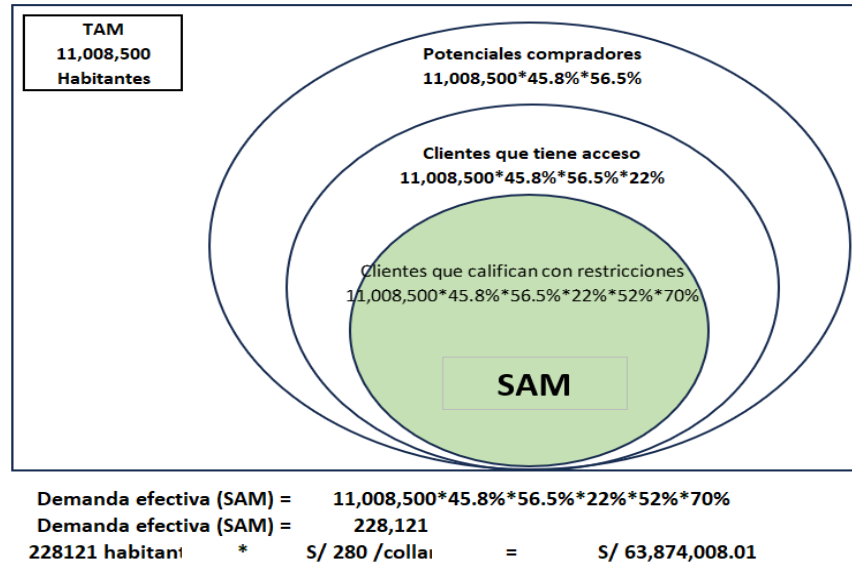 TAM
11,008,500
Habitantes
Potenciales compradores
11,008,500*45.8%*56.5%
Clientes que tiene acceso
11,008,500*45.8%*56.5%*22%
Clientes que califican con restricciones
11,008,500*45.8%*56.5%*22%*52%*70%
SAM
Demanda efectiva (SAM) = 11,008,500*45.8%*56.5%*22%*52%*70%
Demanda efectiva (SAM) = 228,121
228121 habitant * S/ 280 /collar = S/ 63,874,008.01